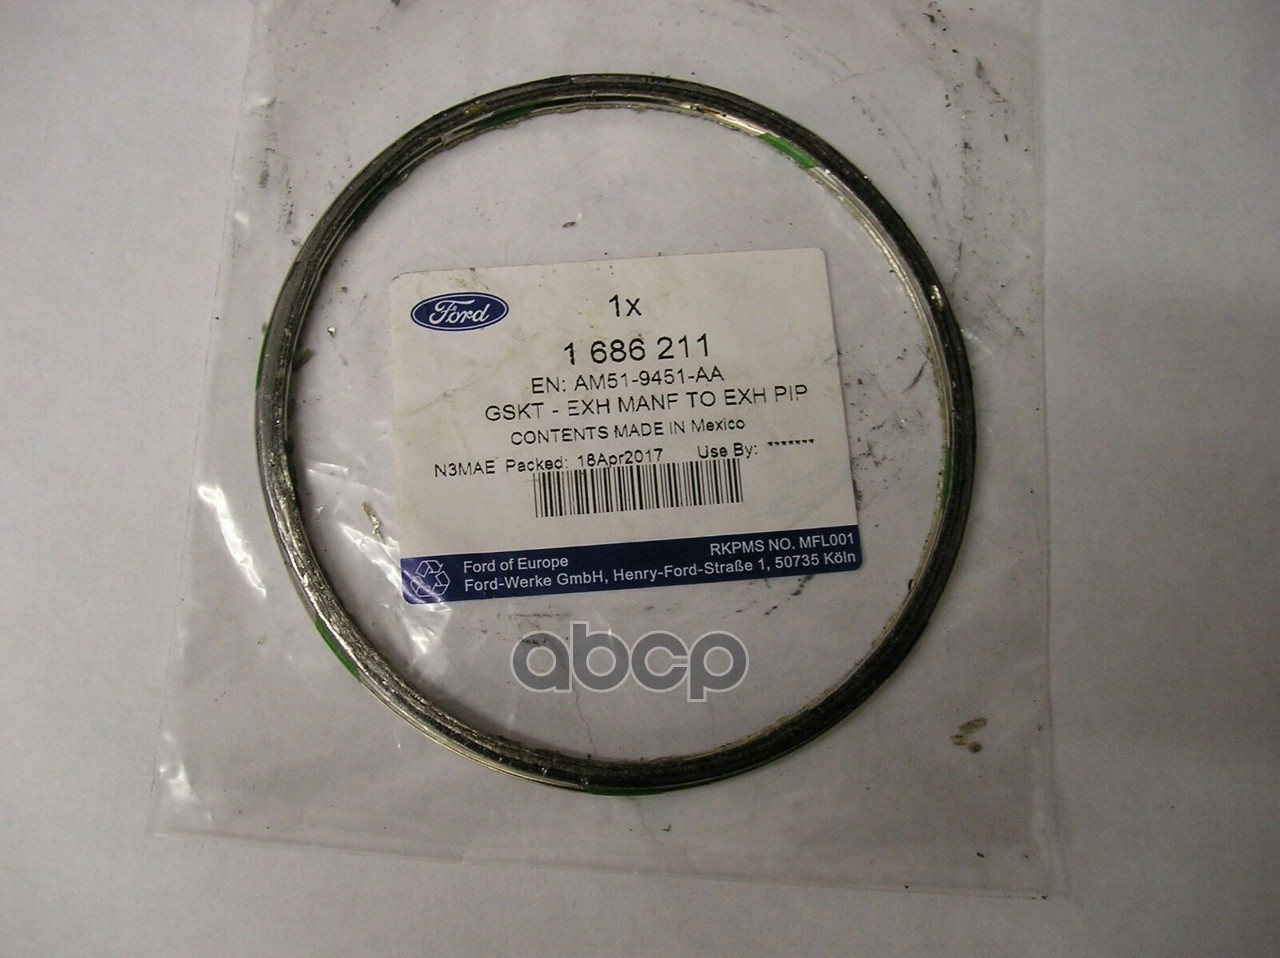 Ford
1x
1 686 211
EN: AM51-9451-AA
GSKT - EXH MANF TO EXH PIP
CONTENTS MADE IN Mexico
N3MAE Packed: 18Apr2017 Use By: *******
RKPMS NO. MFL001
Ford of Europe
Ford-Werke GmbH, Henry-Ford-Straße 1, 50735 Köln
abcp